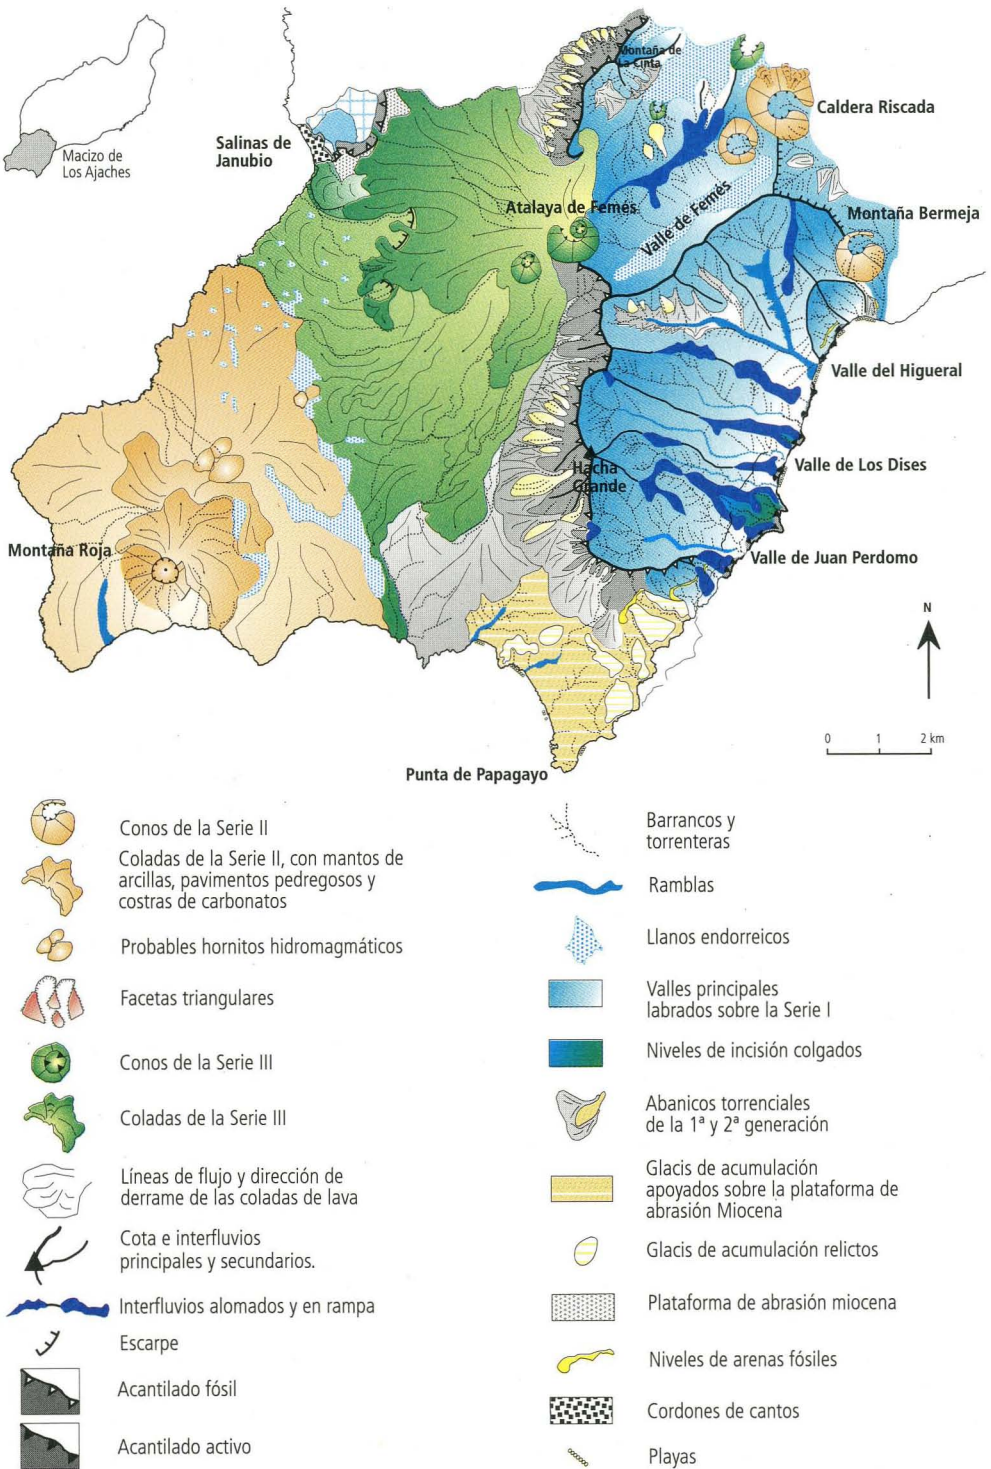 Macizo de
Los Ajaches
Salinas de
Janubio
Montaña de
La Cinta
Caldera Riscada
Atalaya de Femés
Valle de Femés
Montaña Bermeja
Valle del Higueral
Hacha
Grande
Valle de Los Dises
Montaña Roja
Valle de Juan Perdomo
N
0 1 2 km
Punta de Papagayo
Conos de la Serie II
Coladas de la Serie II, con mantos de
arcillas, pavimentos pedregosos y
costras de carbonatos
Probables hornitos hidromagmáticos
Facetas triangulares
Conos de la Serie III
Coladas de la Serie III
Líneas de flujo y dirección de
derrame de las coladas de lava
Cota e interfluvios
principales y secundarios.
Interfluvios alomados y en rampa
Escarpe
Acantilado fósil
Acantilado activo
Barrancos y
torrenteras
Ramblas
Llanos endorreicos
Valles principales
labrados sobre la Serie I
Niveles de incisión colgados
Abanicos torrenciales
de la 1ª y 2ª generación
Glacis de acumulación
apoyados sobre la plataforma de
abrasión Miocena
Glacis de acumulación relictos
Plataforma de abrasión miocena
Niveles de arenas fósiles
Cordones de cantos
Playas